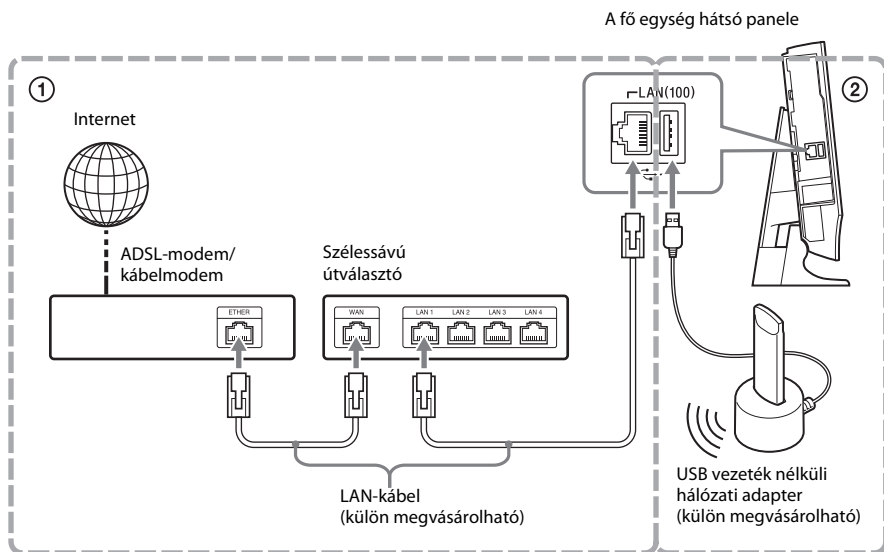 A fő egység hátsó panele
①
②
LAN(100)
Internet
ADSL-modem/
kábelmodem
Szélessávú
útválasztó
ETHER
WAN
LAN 1
LAN 2
LAN 3
LAN 4
LAN-kábel
(külön megvásárolható)
USB vezeték nélküli
hálózati adapter
(külön megvásárolható)